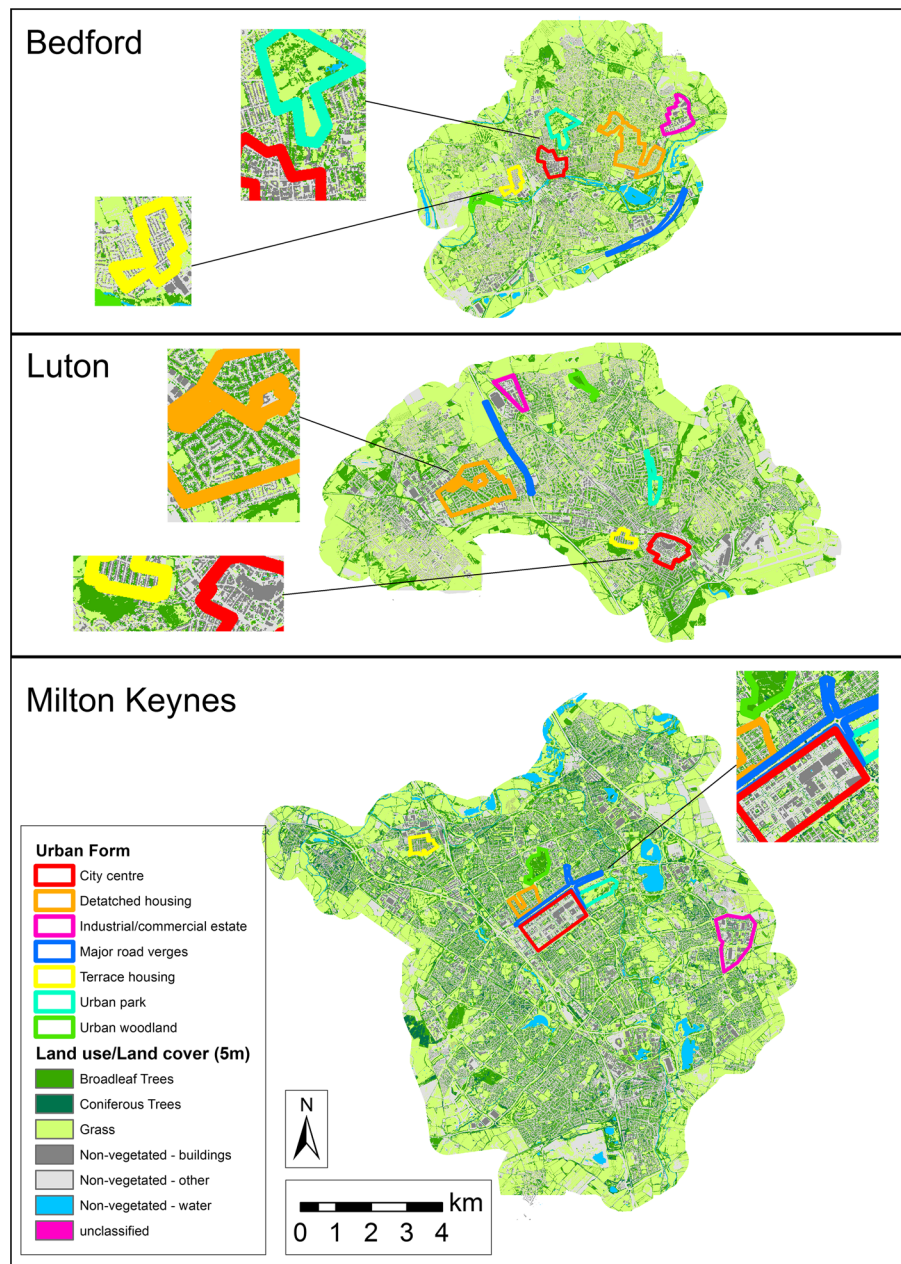 Bedford
Luton
Milton Keynes
Urban Form
City centre
Detatched housing
Industrial/commercial estate
Major road verges
Terrace housing
Urban park
Urban woodland
Land use/Land cover (5m)
Broadleaf Trees
Coniferous Trees
Grass
Non-vegetated - buildings
Non-vegetated - other
Non-vegetated - water
unclassified
N
km
0 1 2 3 4